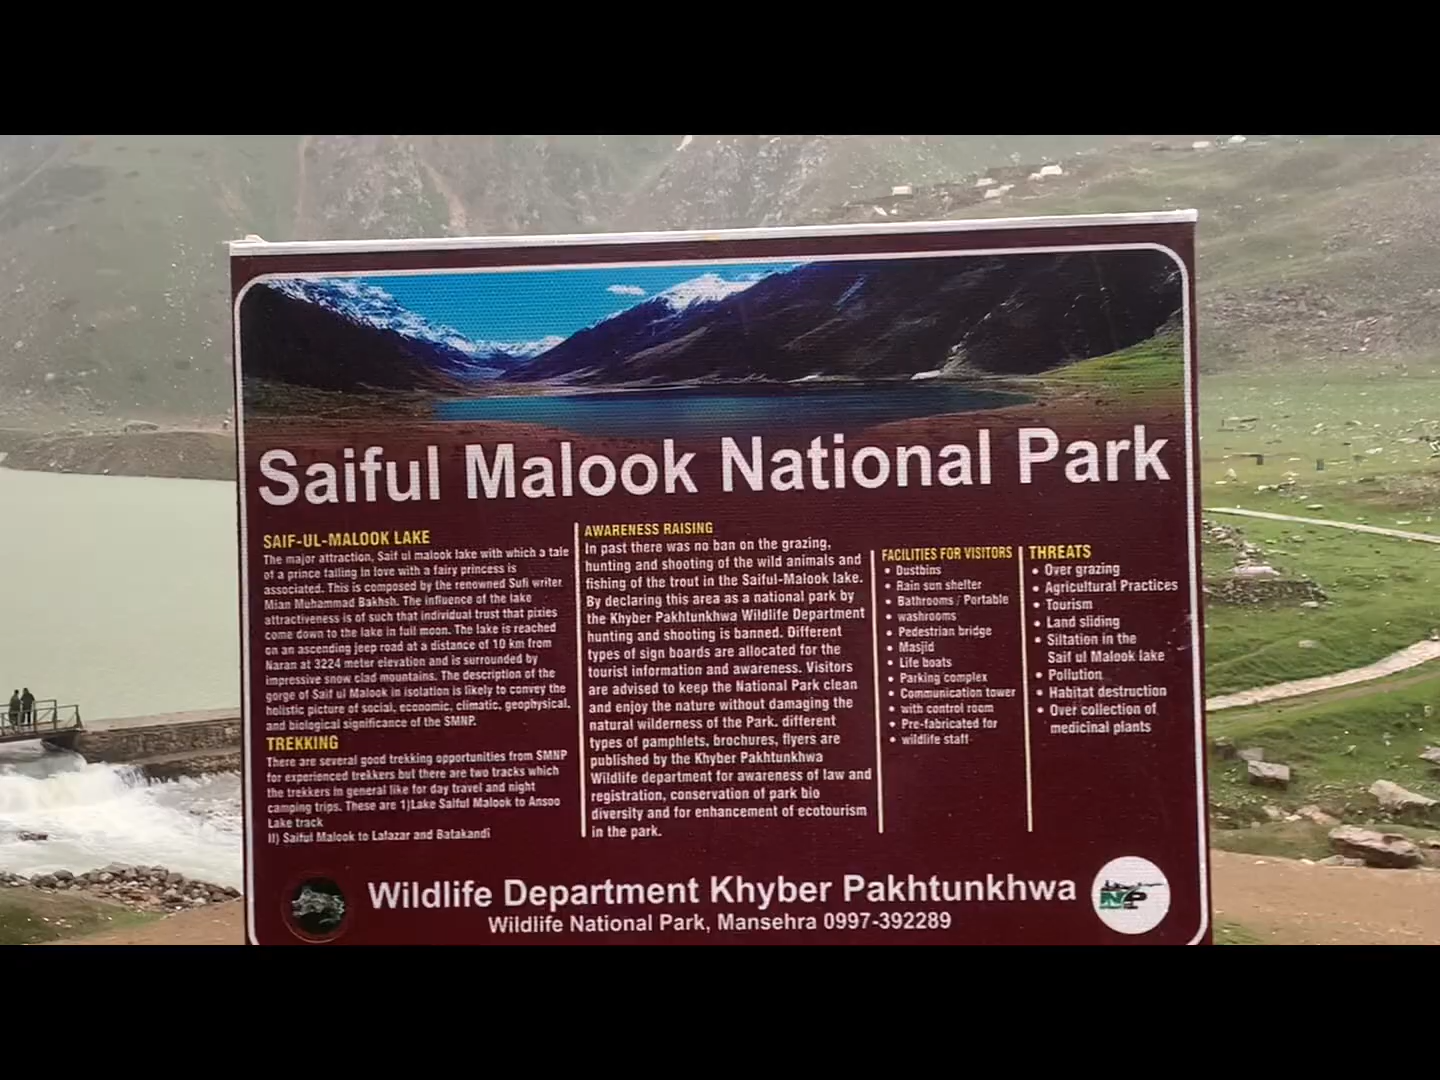 Saiful Malook National Park
SAIF-UL-MALOOK LAKE
The major attraction, Saif ul malook lake with which a tale
of a prince falling in love with a fairy princess is
associated. This is composed by the renowned Sufi writer
Mian Muhammad Bakhsh. The influence of the lake
attractiveness is of such that individual trust that pixies
come down to the lake in full moon. The lake is reached
on an ascending jeep road at a distance of 10 km from
Naran at 3224 meter elevation and is surrounded by
impressive snow clad mountains. The description of the
gorge of Saif ul Malook in isolation is likely to convey the
holistic picture of social, economic, climatic, geophysical,
and biological significance of the SMNP.
TREKKING
There are several good trekking opportunities from SMNP
for experienced trekkers but there are two tracks which
the trekkers in general like for day travel and night
camping trips. These are 1)Lake Saiful Malook to Ansoo
Lake track
II) Saiful Malook to Lalazar and Batakandi
AWARENESS RAISING
In past there was no ban on the grazing,
hunting and shooting of the wild animals and
fishing of the trout in the Saiful-Malook lake.
By declaring this area as a national park by
the Khyber Pakhtunkhwa Wildlife Department
hunting and shooting is banned. Different
types of sign boards are allocated for the
tourist information and awareness. Visitors
are advised to keep the National Park clean
and enjoy the nature without damaging the
natural wilderness of the Park. different
types of pamphlets, brochures, flyers are
published by the Khyber Pakhtunkhwa
Wildlife department for awareness of law and
registration, conservation of park bio
diversity and for enhancement of ecotourism
in the park.
FACILITIES FOR VISITORS
• Dustbins
• Rain sun shelter
• Bathrooms / Portable
• washrooms
• Pedestrian bridge
• Masjid
• Life boats
• Parking complex
• Communication tower
• with control room
• Pre-fabricated for
• wildlife staff
THREATS
• Over grazing
• Agricultural Practices
• Tourism
• Land sliding
• Siltation in the
Saif ul Malook lake
• Pollution
• Habitat destruction
• Over collection of
medicinal plants
Wildlife Department Khyber Pakhtunkhwa
Wildlife National Park, Mansehra 0997-392289
NP